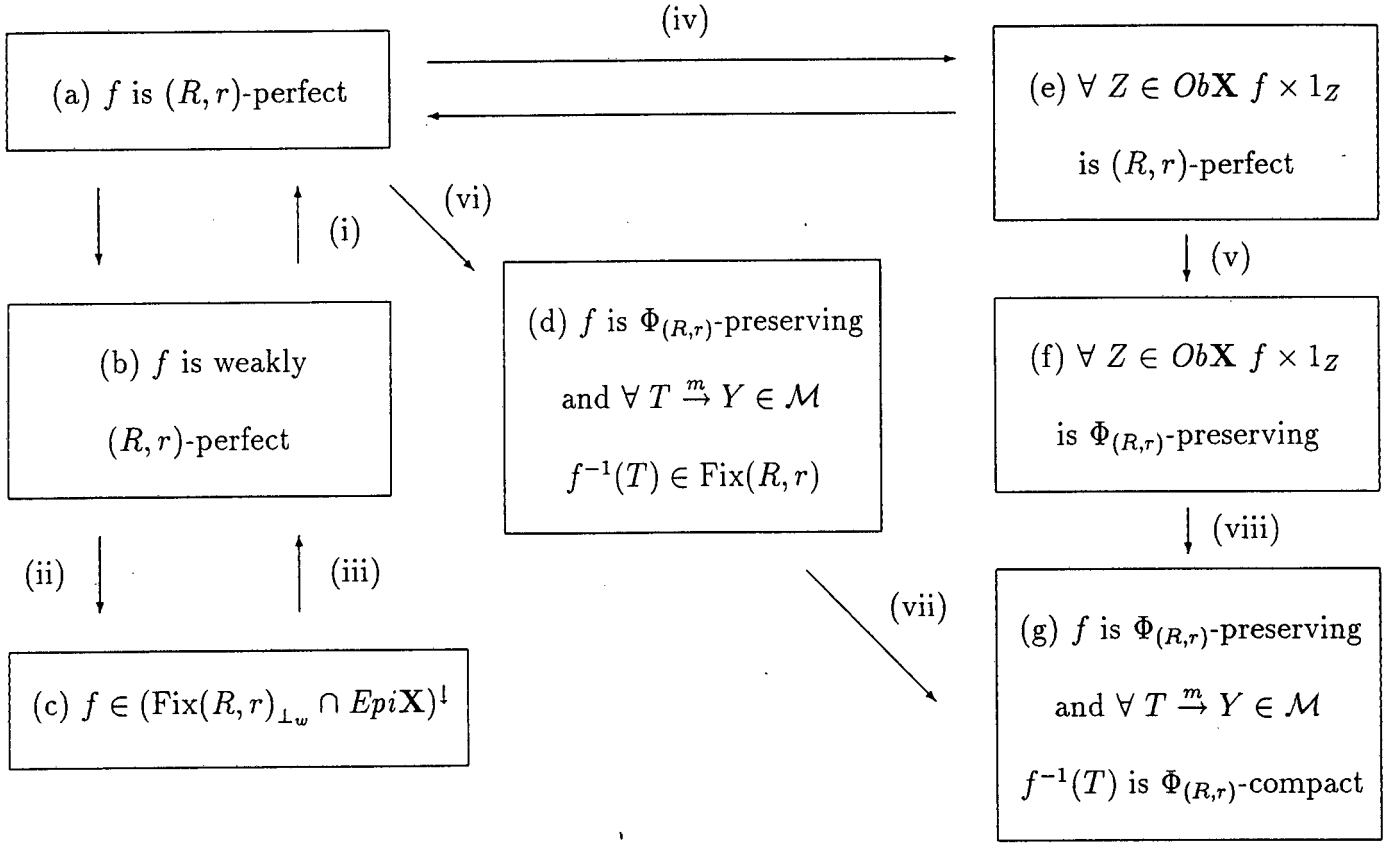 (iv)
(a) f is (R, r)-perfect
(e) ∀ Z ∈ ObX f × 1_Z
is (R, r)-perfect
(i)
(vi)
(v)
(b) f is weakly
(R, r)-perfect
(d) f is Φ_(R,r)-preserving
and ∀ T →^m Y ∈ ℳ
f⁻¹(T) ∈ Fix(R, r)
(f) ∀ Z ∈ ObX f × 1_Z
is Φ_(R,r)-preserving
(ii)
(iii)
(vii)
(viii)
(c) f ∈ (Fix(R, r)_⊥_w ∩ EpiX)^↓
(g) f is Φ_(R,r)-preserving
and ∀ T →^m Y ∈ ℳ
f⁻¹(T) is Φ_(R,r)-compact